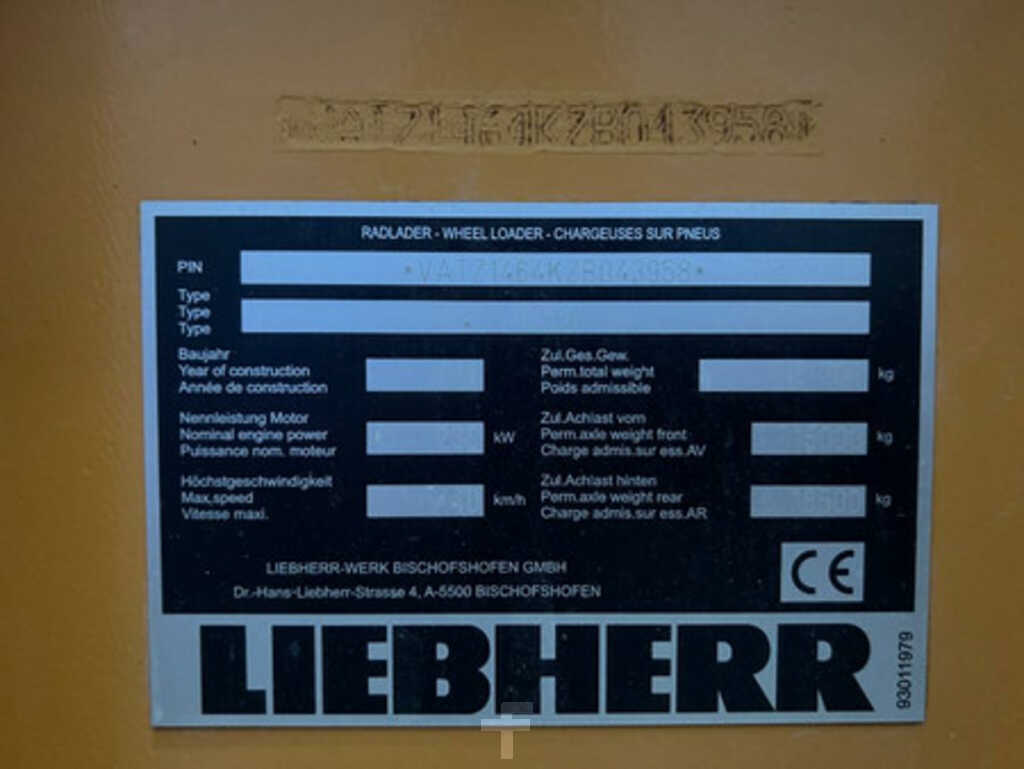 RADLADER - WHEEL LOADER - CHARGEUSES SUR PNEUS
PIN
*VATZ1464KZB043958*
Type
Type
Type
Baujahr
Year of construction
Année de construction
Zul.Ges.Gew.
Perm.total weight
Poids admissible
kg
Nennleistung Motor
Nominal engine power
Puissance nom. moteur
kW
Zul.Achlast vorn
Perm.axle weight front
Charge admis.sur ess.AV
kg
Höchstgeschwindigkeit
Max.speed
Vitesse maxi.
km/h
Zul.Achlast hinten
Perm.axle weight rear
Charge admis.sur ess.AR
kg
LIEBHERR-WERK BISCHOFSHOFEN GMBH
Dr.-Hans-Liebherr-Strasse 4, A-5500 BISCHOFSHOFEN
CE
LIEBHERR
93011979